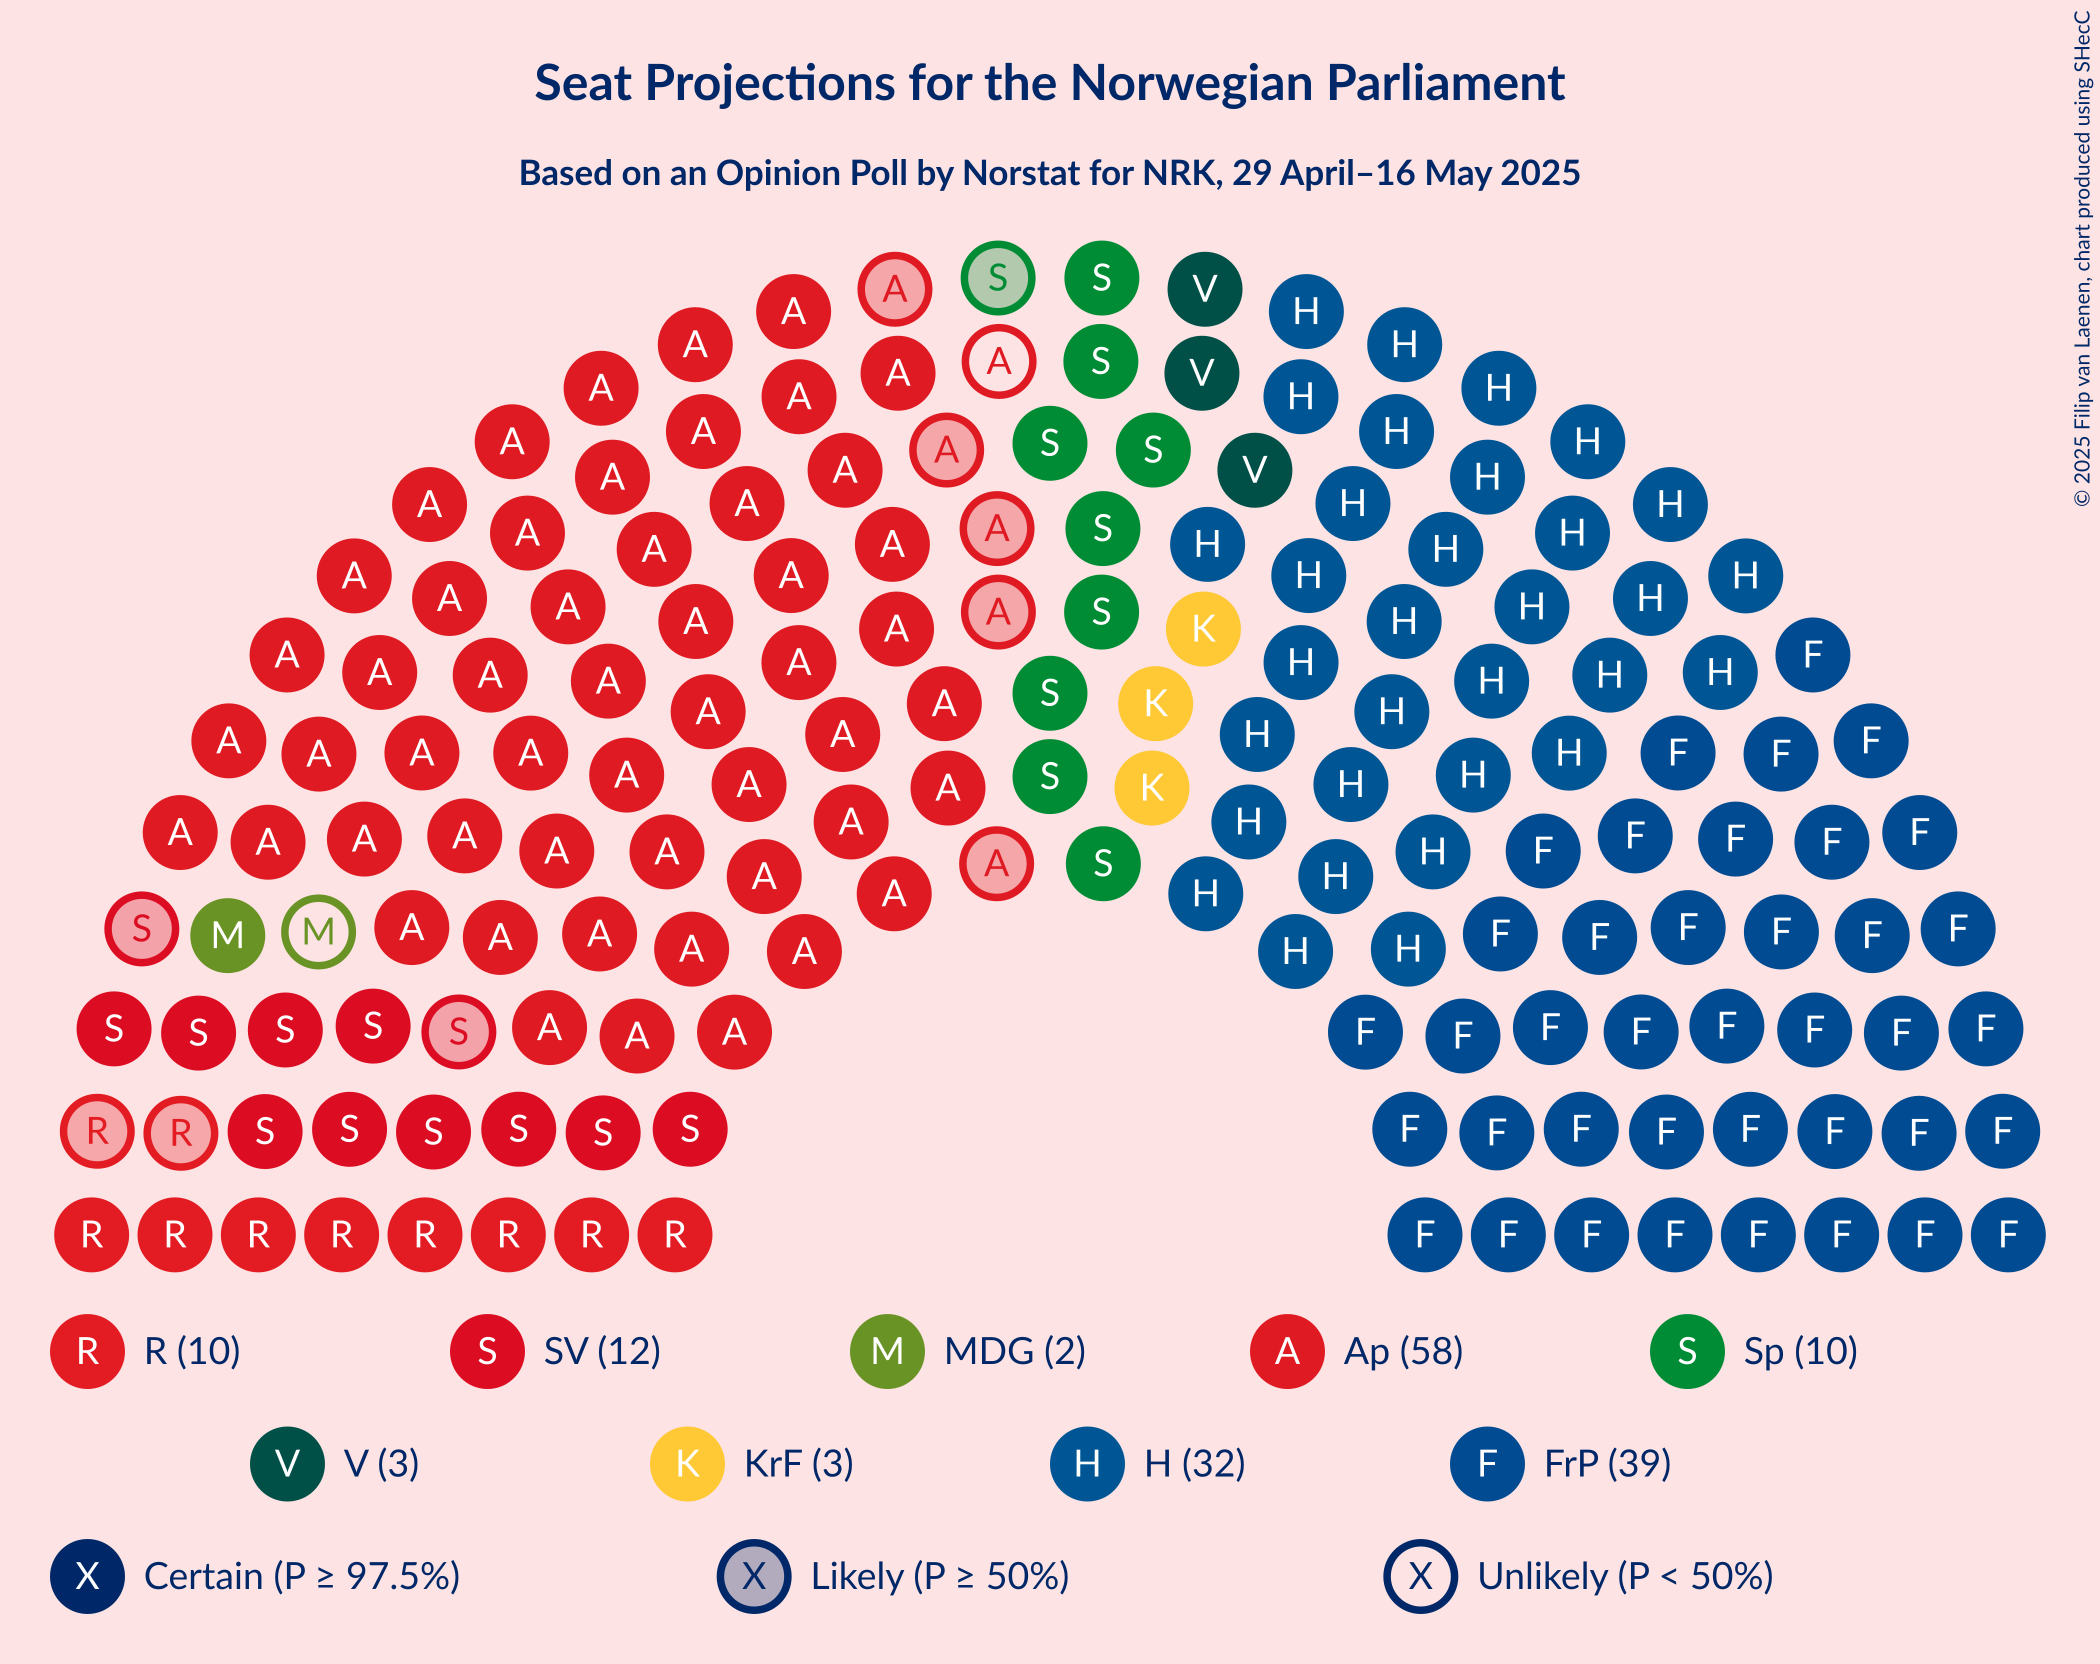 Seat Projections for the Norwegian Parliament
Based on an Opinion Poll by Norstat for NRK, 29 April–16 May 2025
© 2025 Filip van Laenen, chart produced using SHecC
A S S V
A H
A A A S V H H
A A H H
A A S S V H
A A H H
A A A A S H H H H
A A H H
A A A A A S K H H H H
A A A A A S K H H H H F
A A A A A A H H H H F F F
A A A A A A A S K H H H F F F F F
A A A A A A A A A S H H H F F F F F
S M M A A A A A H H F F F F F F
S S S S S A A A F F F F F F F F
R R S S S S S S F F F F F F F F
R R R R R R R R F F F F F F F F
R R (10) S SV (12) M MDG (2) A Ap (58) S Sp (10)
V V (3) K KrF (3) H H (32) F FrP (39)
X Certain (P ≥ 97.5%) X Likely (P ≥ 50%) X Unlikely (P < 50%)